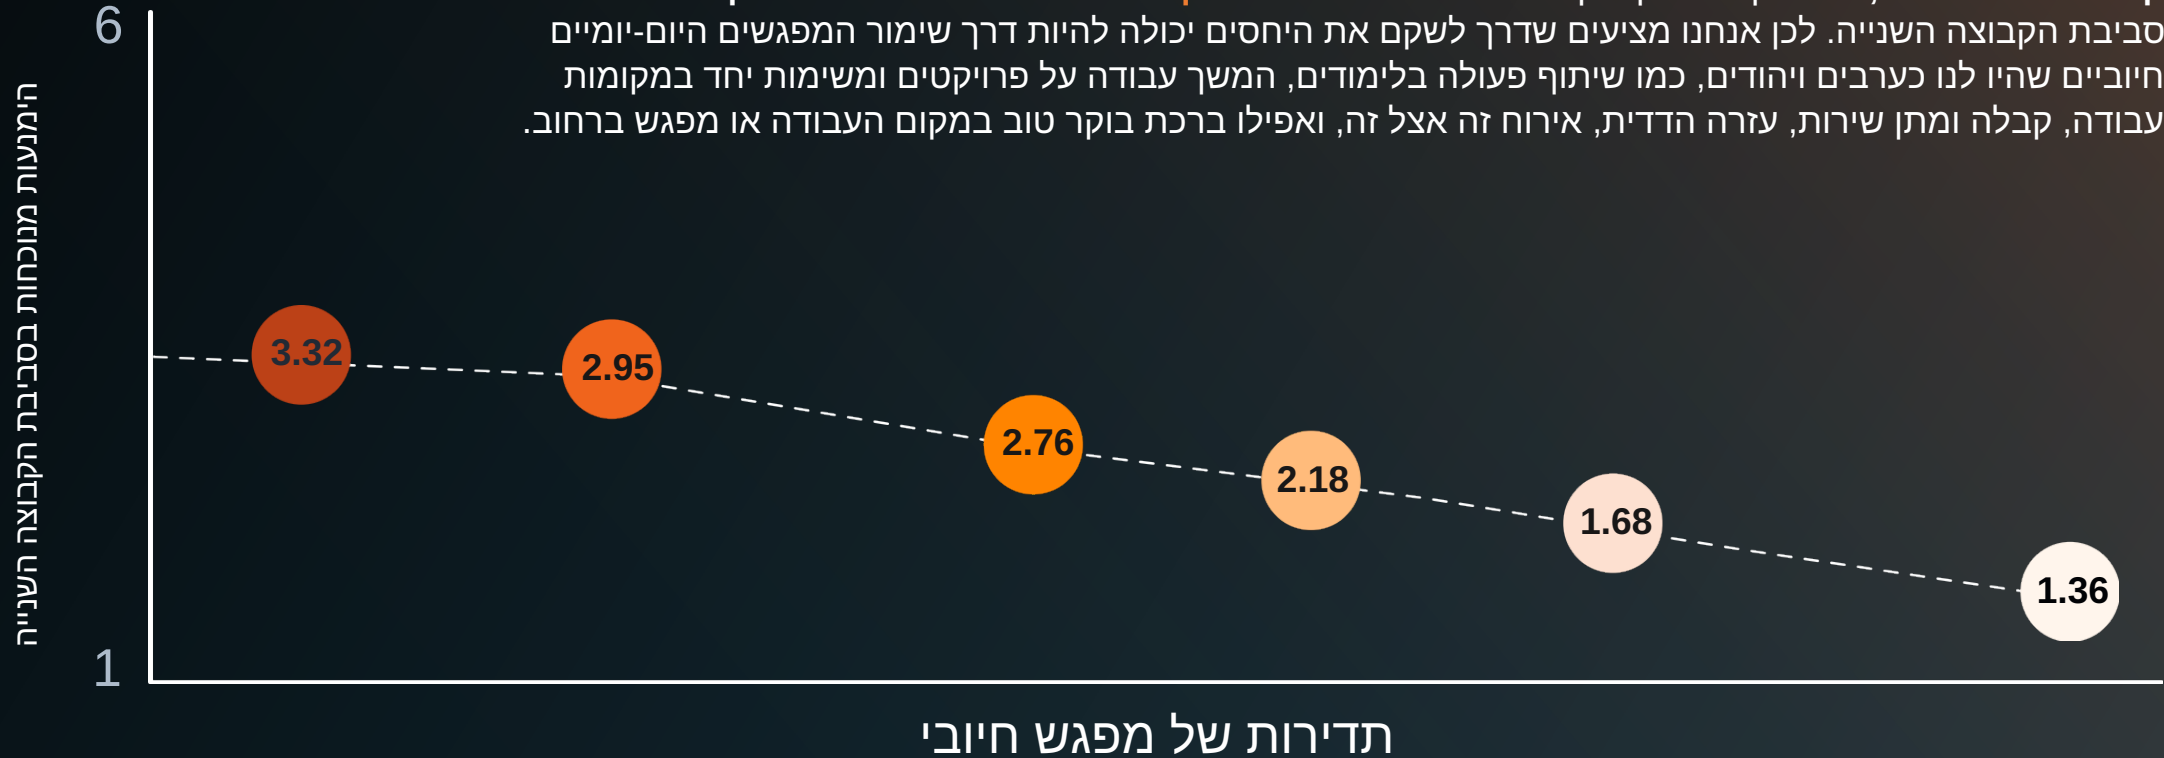 סביבת הקבוצה השנייה. לכן אנחנו מציעים שדרך לשקם את היחסים יכולה להיות דרך שימור המפגשים היום-יומיים
חיוביים שהיו לנו כערבים ויהודים, כמו שיתוף פעולה בלימודים, המשך עבודה על פרויקטים ומשימות יחד במקומות
עבודה, קבלה ומתן שירות, עזרה הדדית, אירוח זה אצל זה, ואפילו ברכת בוקר טוב במקום העבודה או מפגש ברחוב.
6
הימנעות מנוכחות בסביבת הקבוצה השנייה
3.32
2.95
2.76
2.18
1.68
1.36
1
תדירות של מפגש חיובי